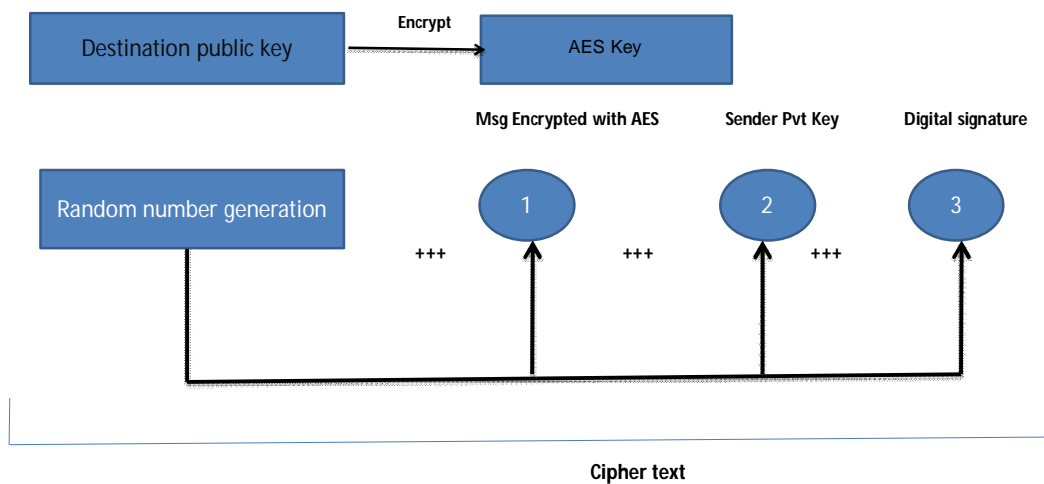 Encrypt
Destination public key
AES Key
Msg Encrypted with AES
Sender Pvt Key
Digital signature
Random number generation
1
2
3
+++
+++
+++
Cipher text